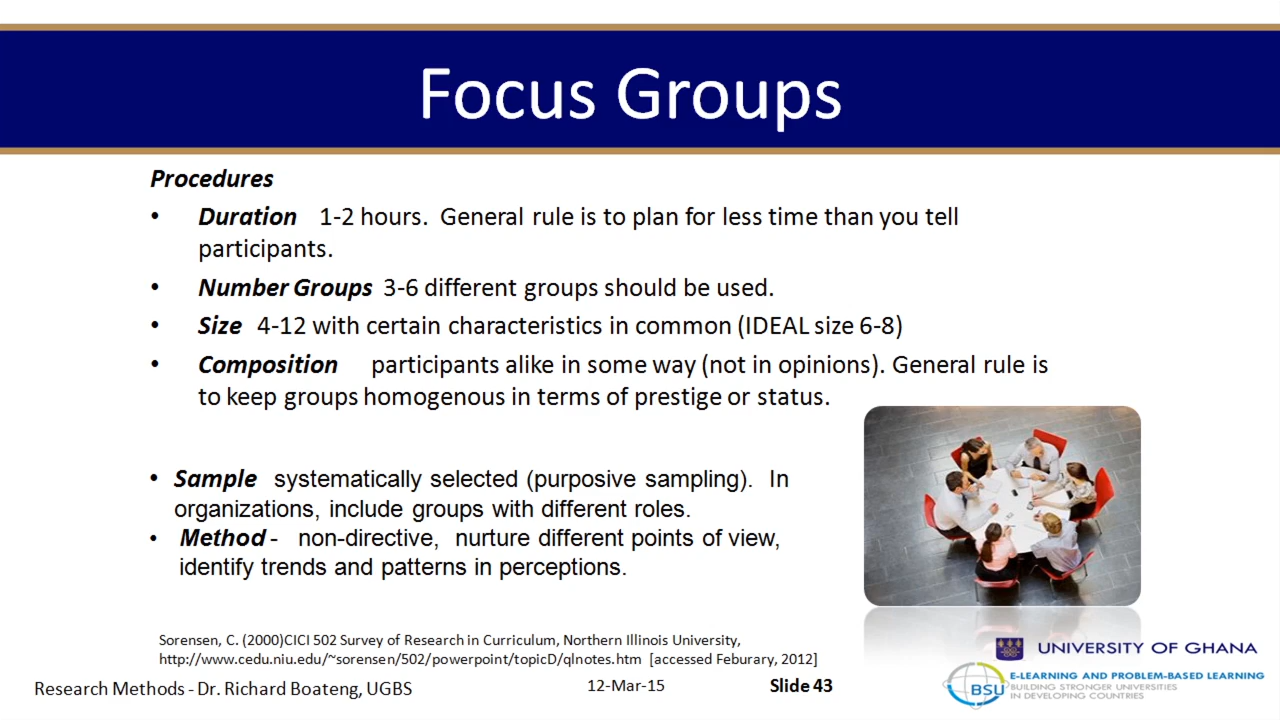 Focus Groups
Procedures
• Duration 1-2 hours. General rule is to plan for less time than you tell
participants.
• Number Groups 3-6 different groups should be used.
• Size 4-12 with certain characteristics in common (IDEAL size 6-8)
• Composition participants alike in some way (not in opinions). General rule is
to keep groups homogenous in terms of prestige or status.
• Sample systematically selected (purposive sampling). In
organizations, include groups with different roles.
• Method - non-directive, nurture different points of view,
identify trends and patterns in perceptions.
Sorensen, C. (2000)CICI 502 Survey of Research in Curriculum, Northern Illinois University,
http://www.cedu.niu.edu/~sorensen/502/powerpoint/topicD/qlnotes.htm [accessed Feburary, 2012]
UNIVERSITY OF GHANA
BSU
E-LEARNING AND PROBLEM-BASED LEARNING
BUILDING STRONGER UNIVERSITIES
IN DEVELOPING COUNTRIES
Research Methods - Dr. Richard Boateng, UGBS
12-Mar-15
Slide 43